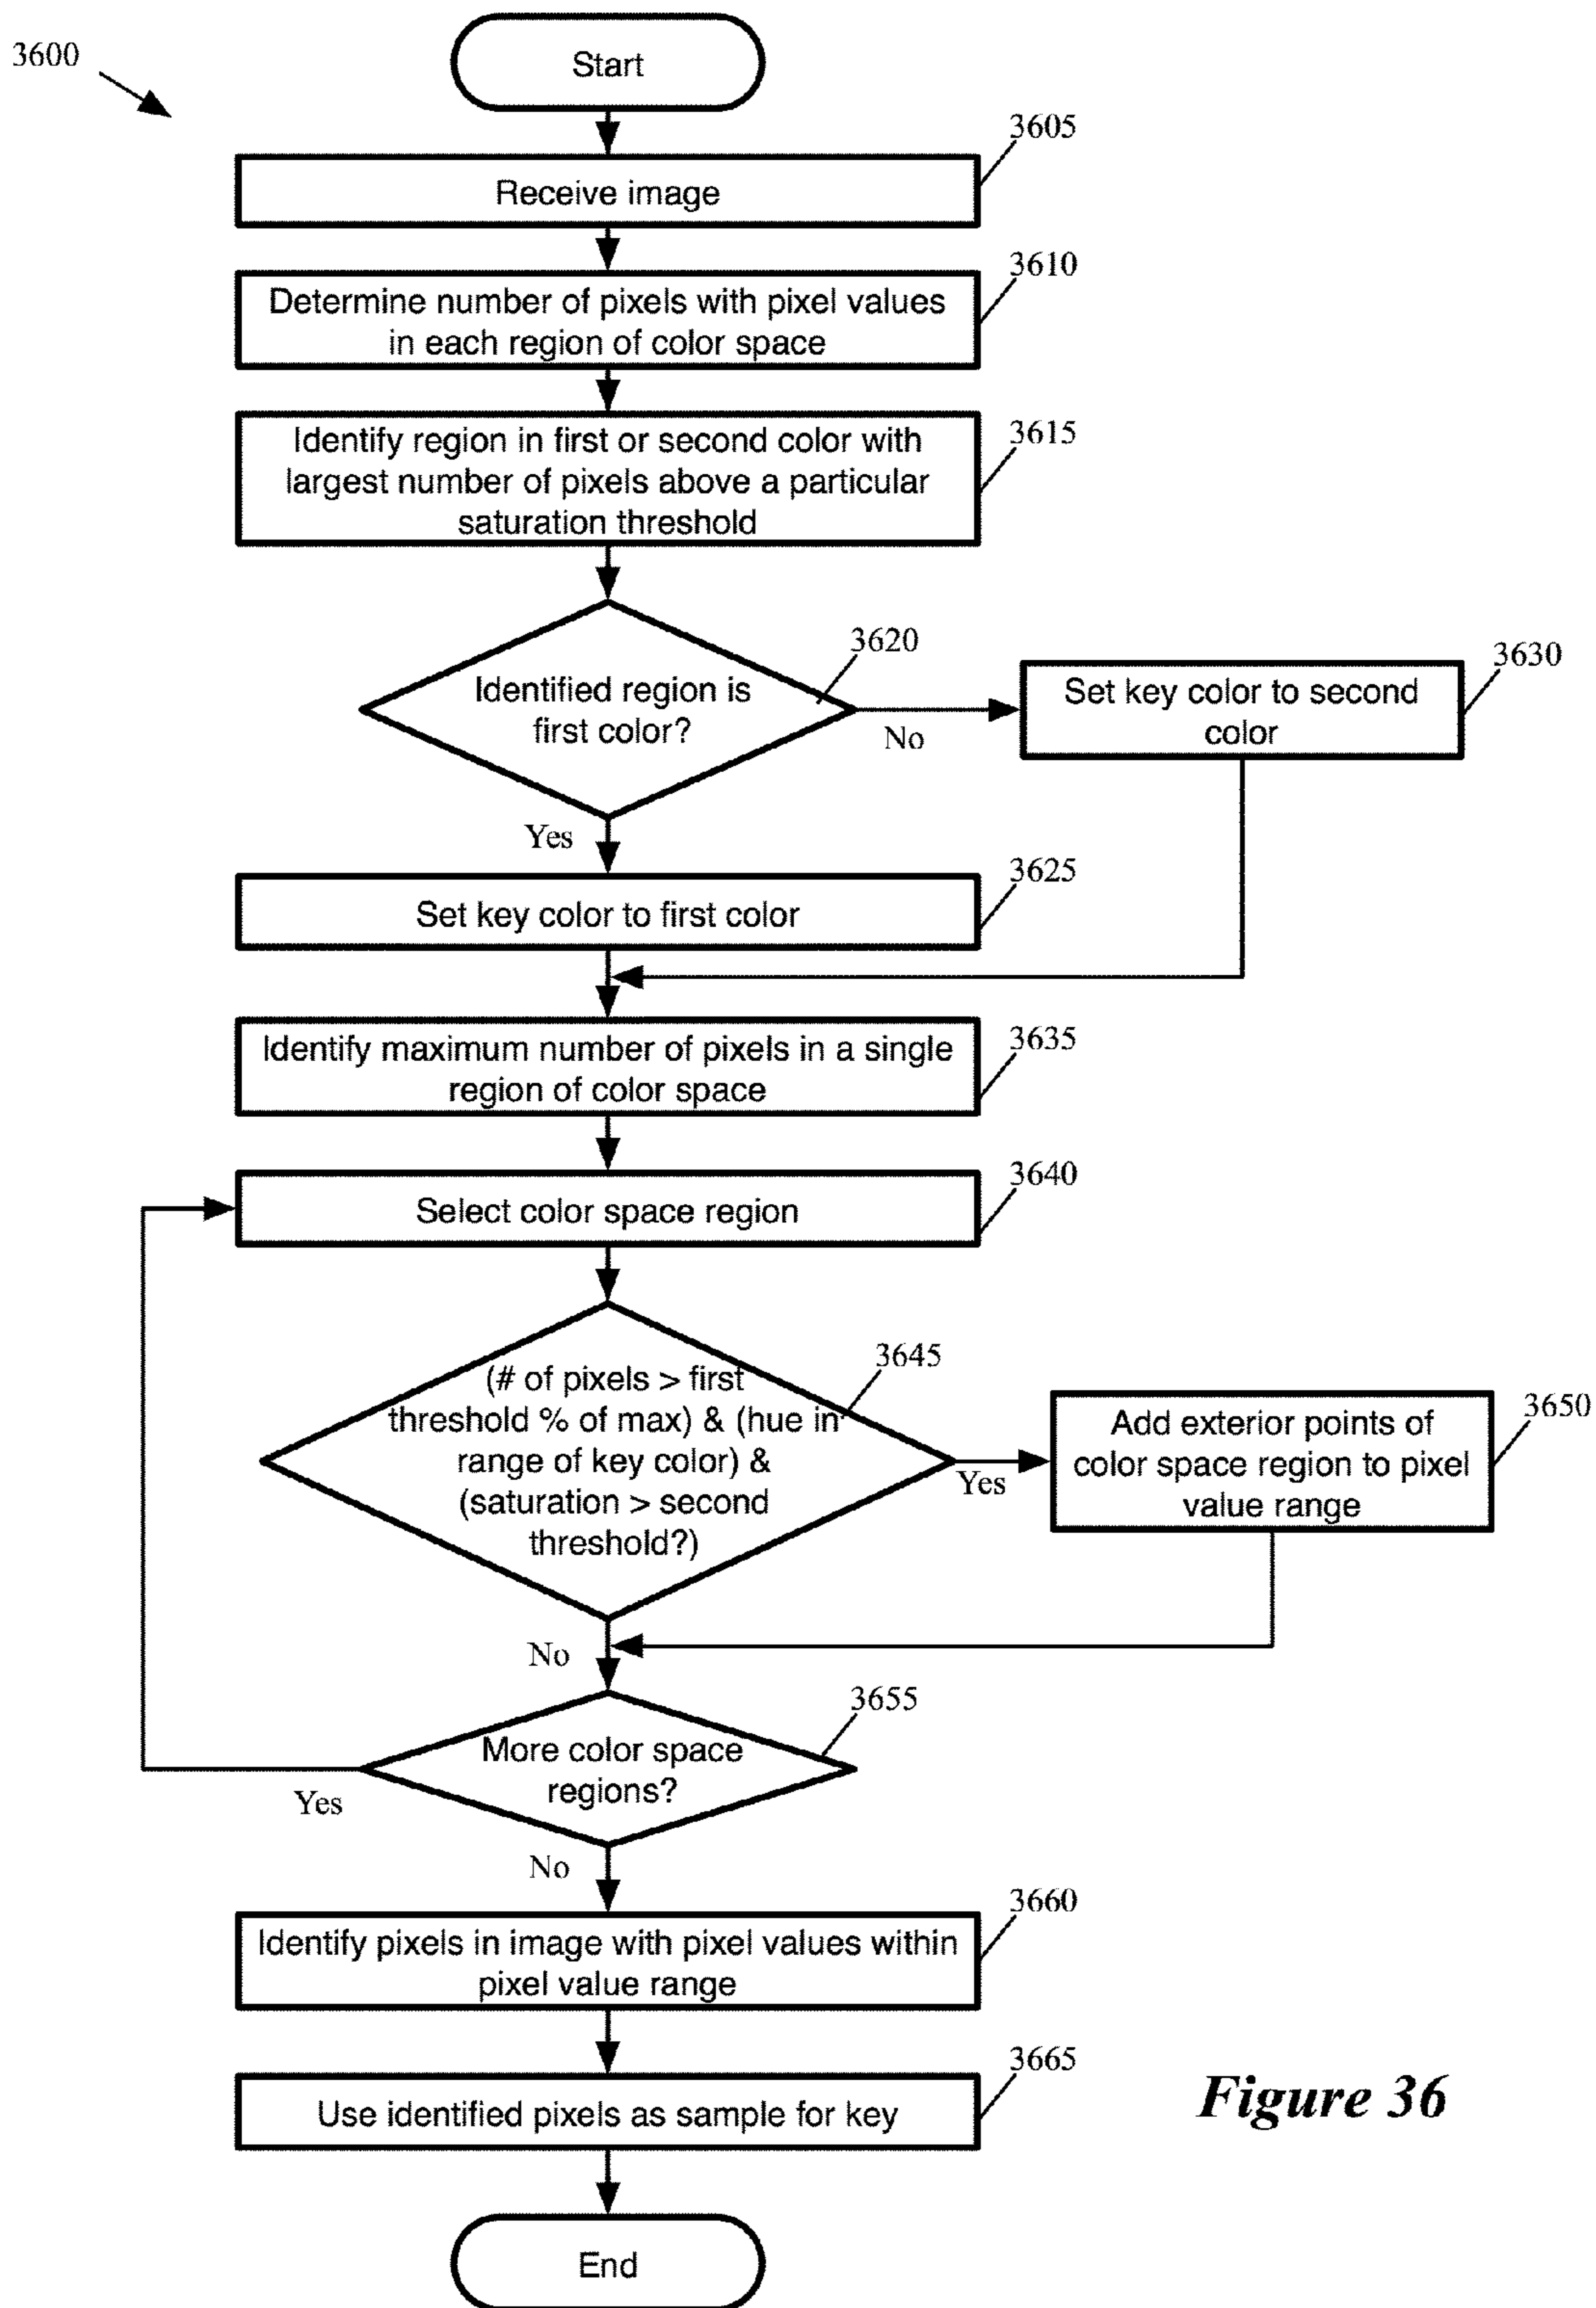 3600
Start
3605
Receive image
3610
Determine number of pixels with pixel values
in each region of color space
3615
Identify region in first or second color with
largest number of pixels above a particular
saturation threshold
3620
Identified region is
first color?
No
3630
Set key color to second
color
Yes
3625
Set key color to first color
3635
Identify maximum number of pixels in a single
region of color space
3640
Select color space region
3645
(# of pixels > first
threshold % of max) & (hue in
range of key color) &
(saturation > second
threshold?)
Yes
3650
Add exterior points of
color space region to pixel
value range
No
3655
More color space
regions?
Yes
No
3660
Identify pixels in image with pixel values within
pixel value range
3665
Use identified pixels as sample for key
Figure 36
End